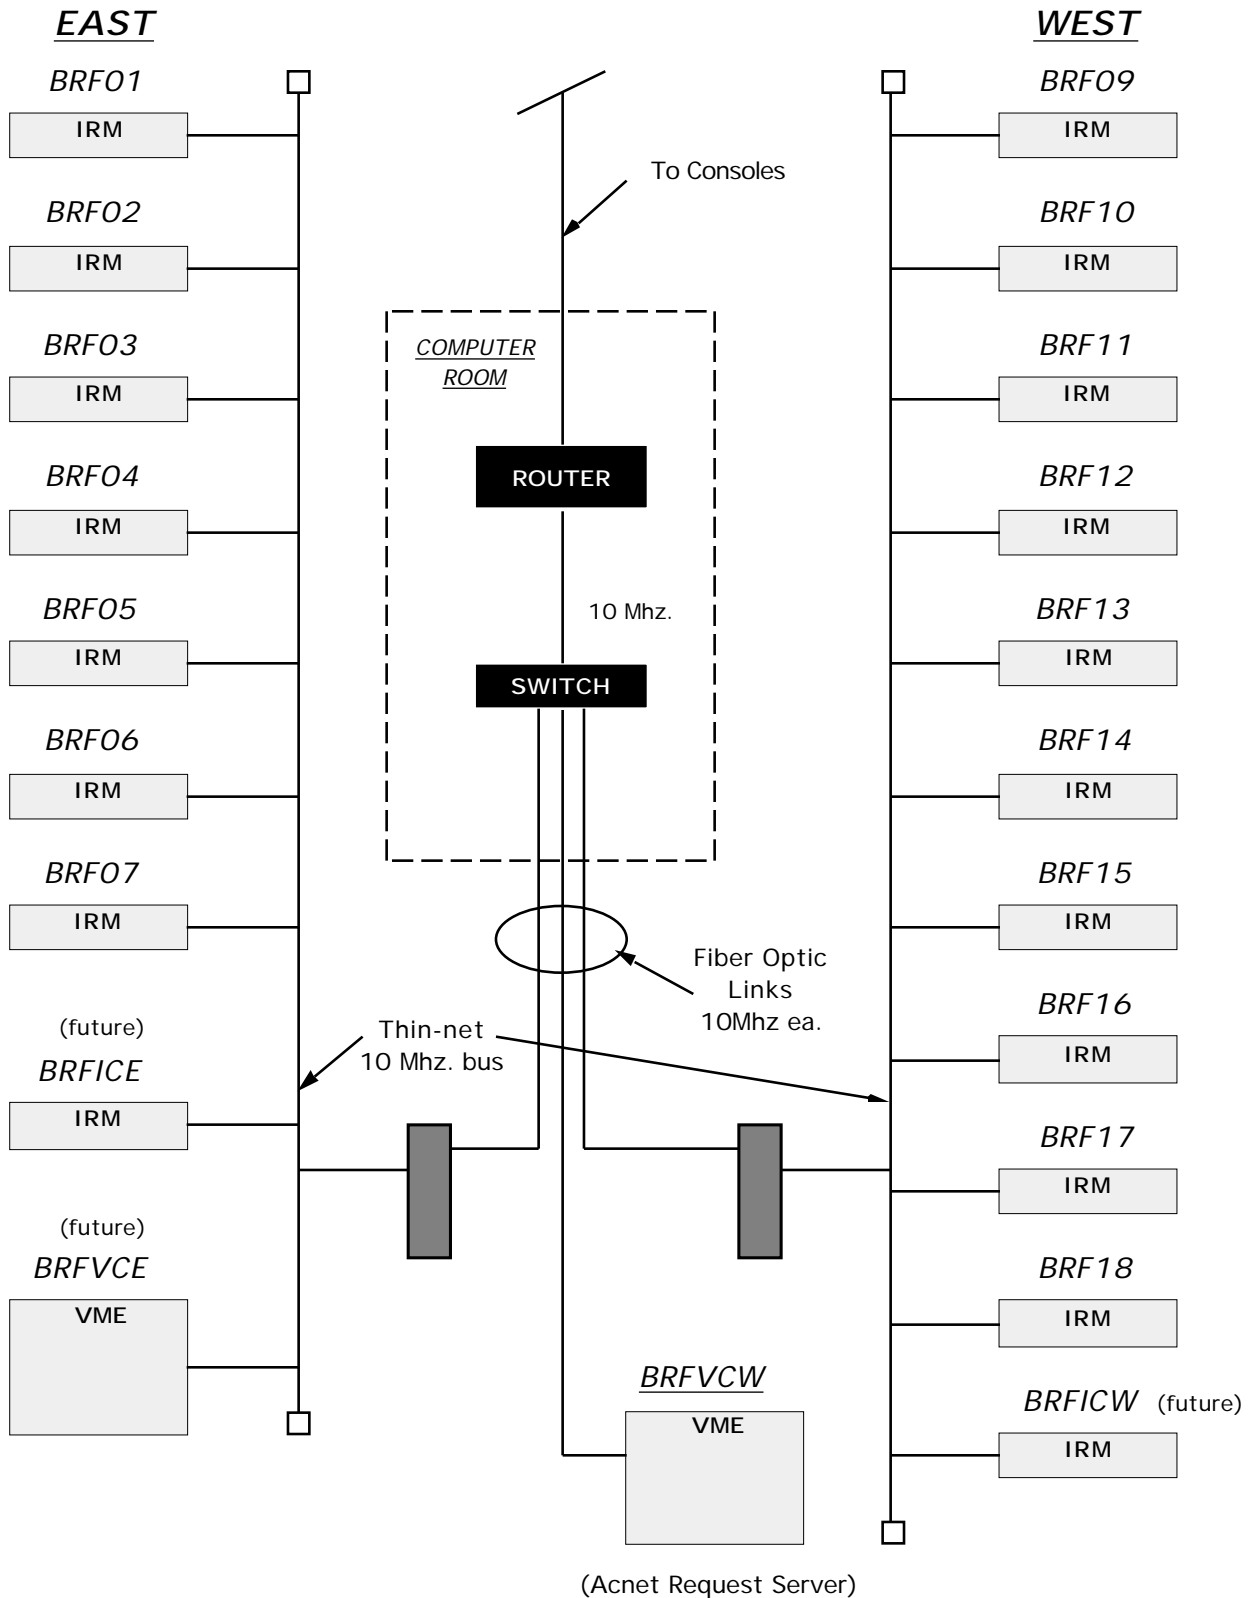 EAST
WEST
BRF01
IRM
BRF02
IRM
BRF03
IRM
BRF04
IRM
BRF05
IRM
BRF06
IRM
BRF07
IRM
(future)
BRFICE
IRM
(future)
BRFVCE
VME
To Consoles
COMPUTER
ROOM
ROUTER
10 Mhz.
SWITCH
Fiber Optic
Links
10Mhz ea.
Thin-net
10 Mhz. bus
BRFVCW
VME
(Acnet Request Server)
BRF09
IRM
BRF10
IRM
BRF11
IRM
BRF12
IRM
BRF13
IRM
BRF14
IRM
BRF15
IRM
BRF16
IRM
BRF17
IRM
BRF18
IRM
BRFICW (future)
IRM